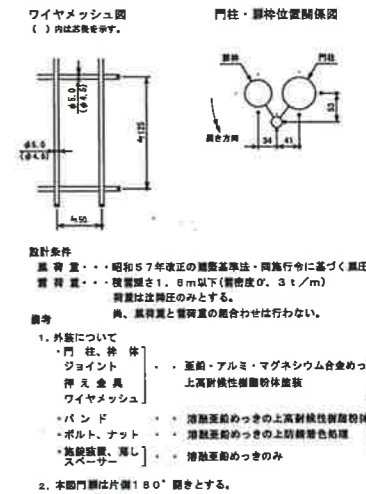 ワイヤメッシュ図
( )内は芯径を示す。
門柱・扉枠位置関係図
扉枠
門柱
φ5.0
(φ4.5)
≒125
φ5.0
(φ4.5)
≒50
開き方向
53
34
41
設計条件
風荷重・・・昭和57年改正の建築基準法・同施行令に基づく風圧
雪荷重・・・積雪深さ1.8m以下(雪密度0.3t/m)
荷重は沈降圧のみとする。
尚、風荷重と雪荷重の組合わせは行わない。
備考
1.外装について
・門 柱、枠 体
ジョイント
押え金具
ワイヤメッシュ
・・亜鉛・アルミ・マグネシウム合金めっ
上高耐候性樹脂粉体塗装
・バンド ・・溶融亜鉛めっきの上高耐候性樹脂粉体
・ボルト、ナット ・・溶融亜鉛めっきの上防錆着色処理
・施錠装置、落し
スペーサー
・・溶融亜鉛めっきのみ
2.本図門扉は片側180°開きとする。